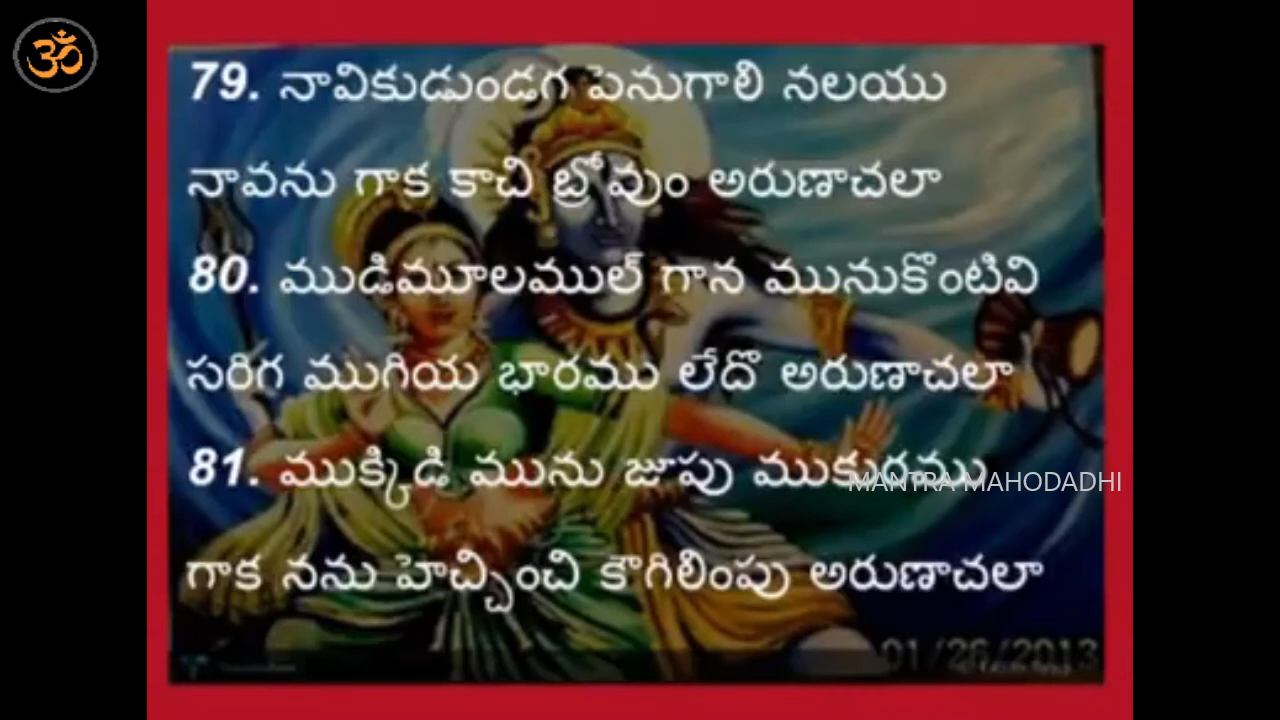 ॐ
79. నావికుడుండగ పెనుగాలి నలయు
నావను గాక కాచి బ్రోవుం అరుణాచలా
80. ముడిమూలముల్ గాన మునుకొంటివి
సరిగ ముగియ భారము లేదొ అరుణాచలా
81. ముక్కిడి మును జూపు ముకురము
MANTRA MAHODADHI
గాక నను హెచ్చించి కౌగిలింపు అరుణాచలా
01/26/2013